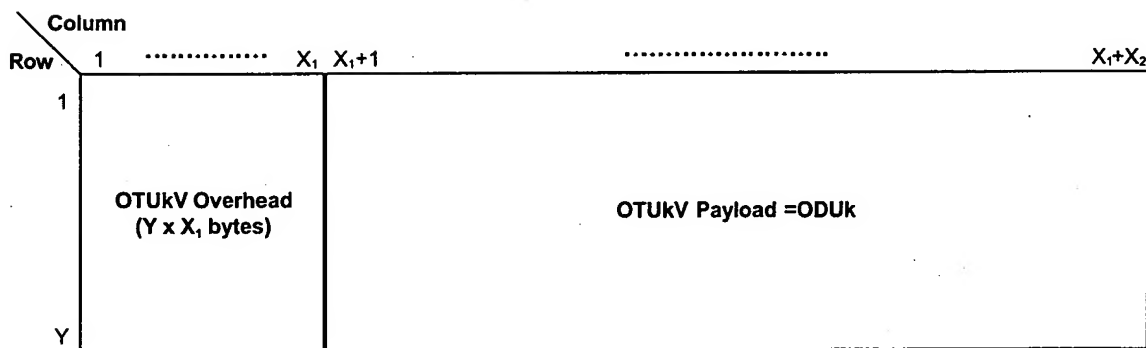 Column
Row 1 ............... X₁ X₁+1 ......................... X₁+X₂
1
OTUkV Overhead
(Y x X₁ bytes)
OTUkV Payload =ODUk
Y